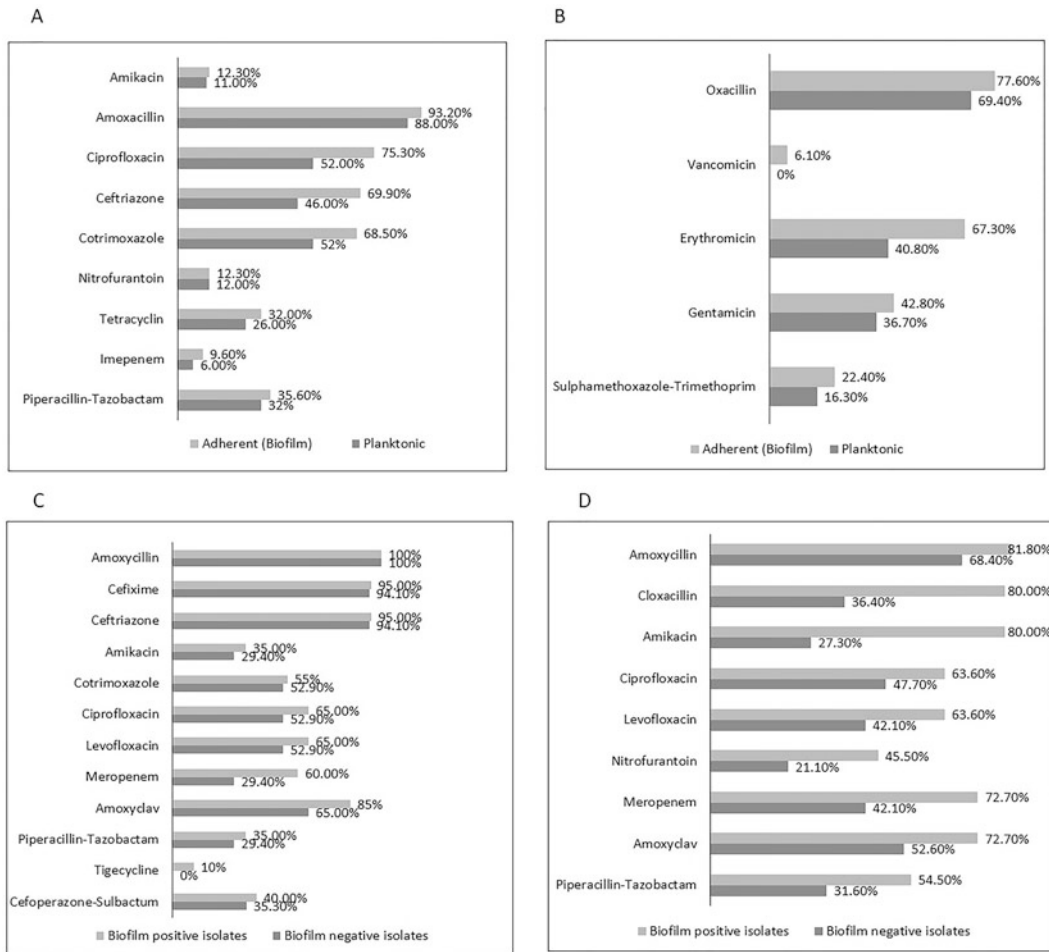 A
Amikacin
12.30%
11.00%
Amoxacillin
93.20%
88.00%
Ciprofloxacin
75.30%
52.00%
Ceftriazone
69.90%
46.00%
Cotrimoxazole
68.50%
52%
Nitrofurantoin
12.30%
12.00%
Tetracyclin
32.00%
26.00%
Imepenem
9.60%
6.00%
Piperacillin-Tazobactam
35.60%
32%
Adherent (Biofilm) Planktonic
B
Oxacillin
77.60%
69.40%
Vancomicin
6.10%
0%
Erythromicin
67.30%
40.80%
Gentamicin
42.80%
36.70%
Sulphamethoxazole-Trimethoprim
22.40%
16.30%
Adherent (Biofilm) Planktonic
C
Amoxycillin
100%
100%
Cefixime
95.00%
94.10%
Ceftriazone
95.00%
94.10%
Amikacin
35.00%
29.40%
Cotrimoxazole
55%
52.90%
Ciprofloxacin
65.00%
52.90%
Levofloxacin
65.00%
52.90%
Meropenem
60.00%
29.40%
Amoxyclav
85%
65.00%
Piperacillin-Tazobactam
35.00%
29.40%
Tigecycline
10%
0%
Cefoperazone-Sulbactum
40.00%
35.30%
Biofilm positive isolates Biofilm negative isolates
D
Amoxycillin
81.80%
68.40%
Cloxacillin
80.00%
36.40%
Amikacin
80.00%
27.30%
Ciprofloxacin
63.60%
47.70%
Levofloxacin
63.60%
42.10%
Nitrofurantoin
45.50%
21.10%
Meropenem
72.70%
42.10%
Amoxyclav
72.70%
52.60%
Piperacillin-Tazobactam
54.50%
31.60%
Biofilm positive isolates Biofilm negative isolates